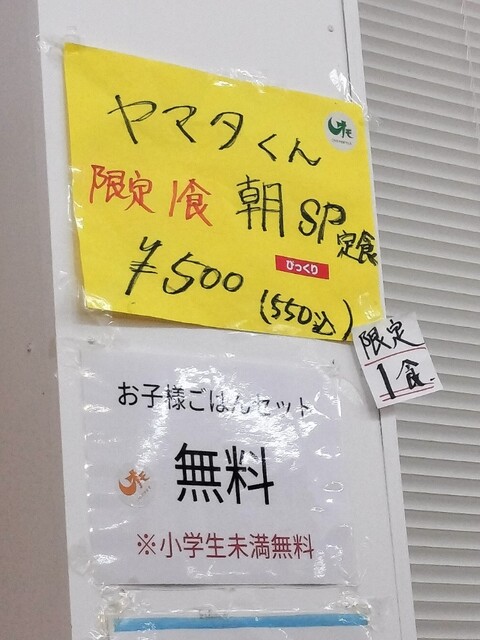 ヤマタくん
限定1食 朝SP定食
¥500 びっくり
(550込)
限定
1食
お子様ごはんセット
無料
※小学生未満無料